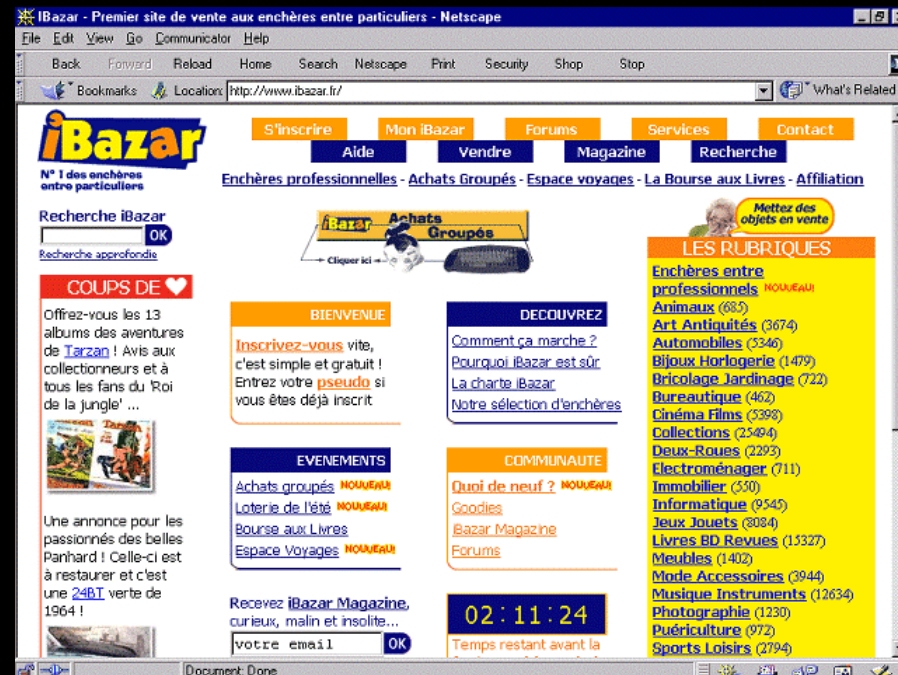 IBazar - Premier site de vente aux enchères entre particuliers - Netscape
File Edit View Go Communicator Help
Back Forward Reload Home Search Netscape Print Security Shop Stop
Bookmarks Location: http://www.ibazar.fr/ What's Related
iBazar
N° 1 des enchères
entre particuliers
S'inscrire Mon iBazar Forums Services Contact
Aide Vendre Magazine Recherche
Enchères professionnelles - Achats Groupés - Espace voyages - La Bourse aux Livres - Affiliation
Recherche iBazar
OK
Recherche approfondie
iBazar Achats
Groupés
Cliquer ici
Mettez des
objets en vente
COUPS DE
Offrez-vous les 13
albums des aventures
de Tarzan ! Avis aux
collectionneurs et à
tous les fans du 'Roi
de la jungle' ...
Tarzan
Une annonce pour les
passionnés des belles
Panhard ! Celle-ci est
à restaurer et c'est
une 24BT verte de
1964 !
BIENVENUE
Inscrivez-vous vite,
c'est simple et gratuit !
Entrez votre pseudo si
vous êtes déjà inscrit
DECOUVREZ
Comment ça marche ?
Pourquoi iBazar est sûr
La charte iBazar
Notre sélection d'enchères
EVENEMENTS
Achats groupés NOUVEAU!
Loterie de l'été NOUVEAU!
Bourse aux Livres
Espace Voyages NOUVEAU!
COMMUNAUTE
Quoi de neuf ? NOUVEAU!
Goodies
iBazar Magazine
Forums
Recevez iBazar Magazine,
curieux, malin et insolite...
votre email OK
02:11:24
Temps restant avant la
LES RUBRIQUES
Enchères entre
professionnels NOUVEAU!
Animaux (685)
Art Antiquités (3674)
Automobiles (5346)
Bijoux Horlogerie (1479)
Bricolage Jardinage (722)
Bureautique (462)
Cinéma Films (5398)
Collections (25494)
Deux-Roues (2293)
Electroménager (711)
Immobilier (550)
Informatique (9545)
Jeux Jouets (8084)
Livres BD Revues (15327)
Meubles (1402)
Mode Accessoires (3944)
Musique Instruments (12634)
Photographie (1230)
Puériculture (972)
Sports Loisirs (2794)
Document: Done